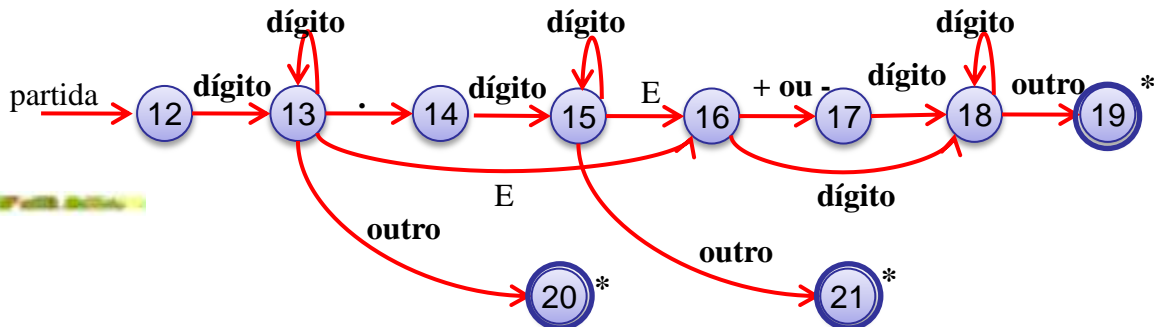 dígito dígito dígito
partida 12 dígito 13 . 14 dígito 15 E 16 + ou - 17 dígito 18 outro 19 *
E dígito
outro outro
20 * 21 *